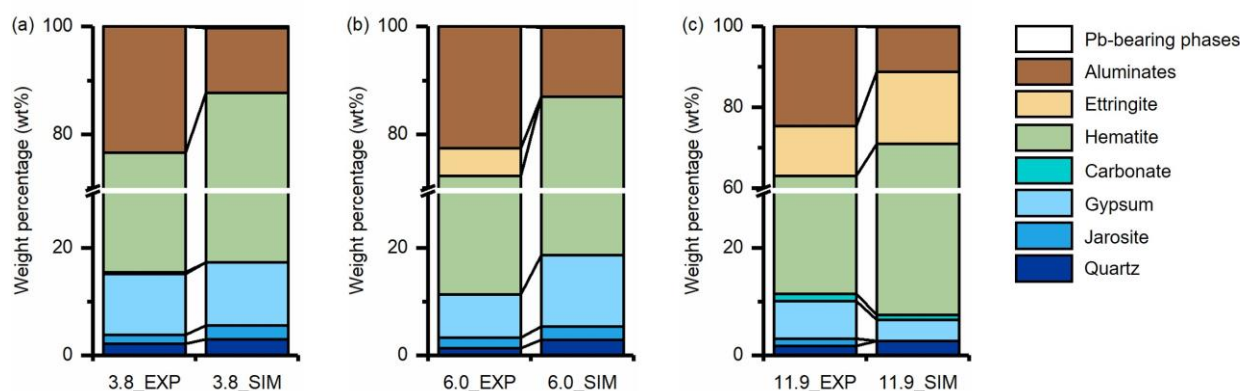 (a)
Weight percentage (wt%)
100
80
20
0
3.8_EXP 3.8_SIM
(b)
Weight percentage (wt%)
100
80
20
0
6.0_EXP 6.0_SIM
(c)
Weight percentage (wt%)
100
80
60
20
0
11.9_EXP 11.9_SIM
Pb-bearing phases
Aluminates
Ettringite
Hematite
Carbonate
Gypsum
Jarosite
Quartz